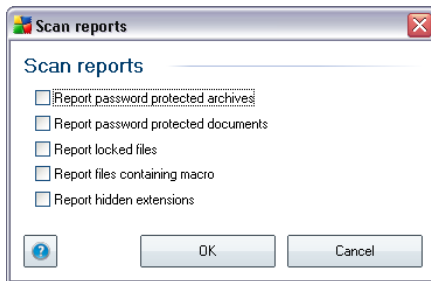 Scan reports
Scan reports
Report password protected archives
Report password protected documents
Report locked files
Report files containing macro
Report hidden extensions
?
OK
Cancel